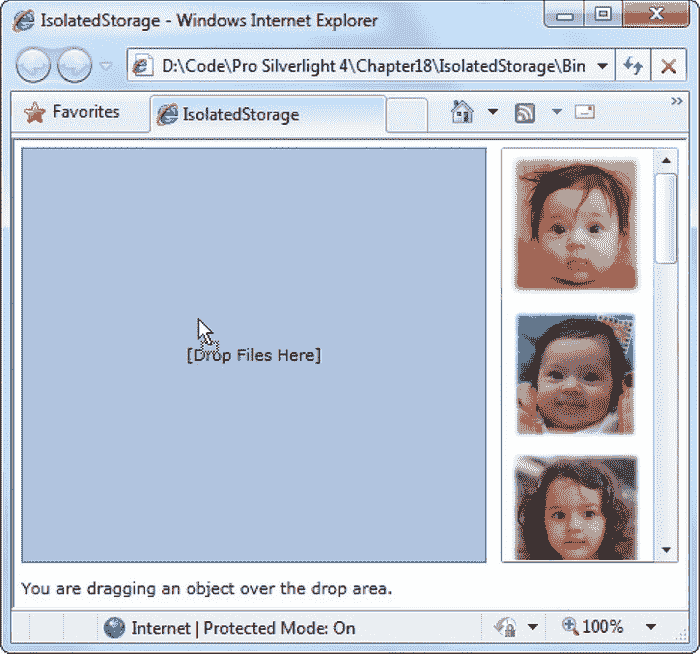 IsolatedStorage - Windows Internet Explorer
D:\Code\Pro Silverlight 4\Chapter18\IsolatedStorage\Bin
Favorites
IsolatedStorage
[Drop Files Here]
You are dragging an object over the drop area.
Internet | Protected Mode: On
100%